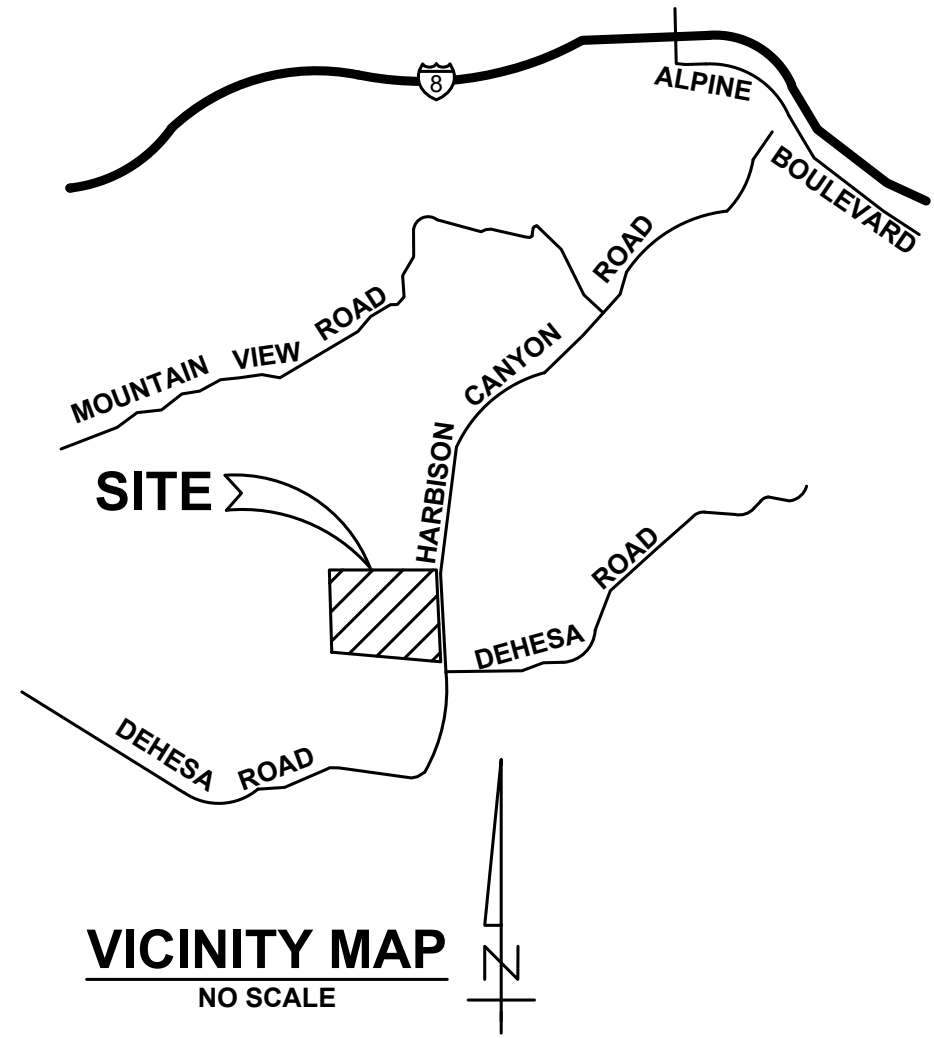 8
ALPINE
BOULEVARD
MOUNTAIN VIEW ROAD
HARBISON CANYON ROAD
SITE
DEHESA ROAD
DEHESA ROAD
VICINITY MAP
NO SCALE
N